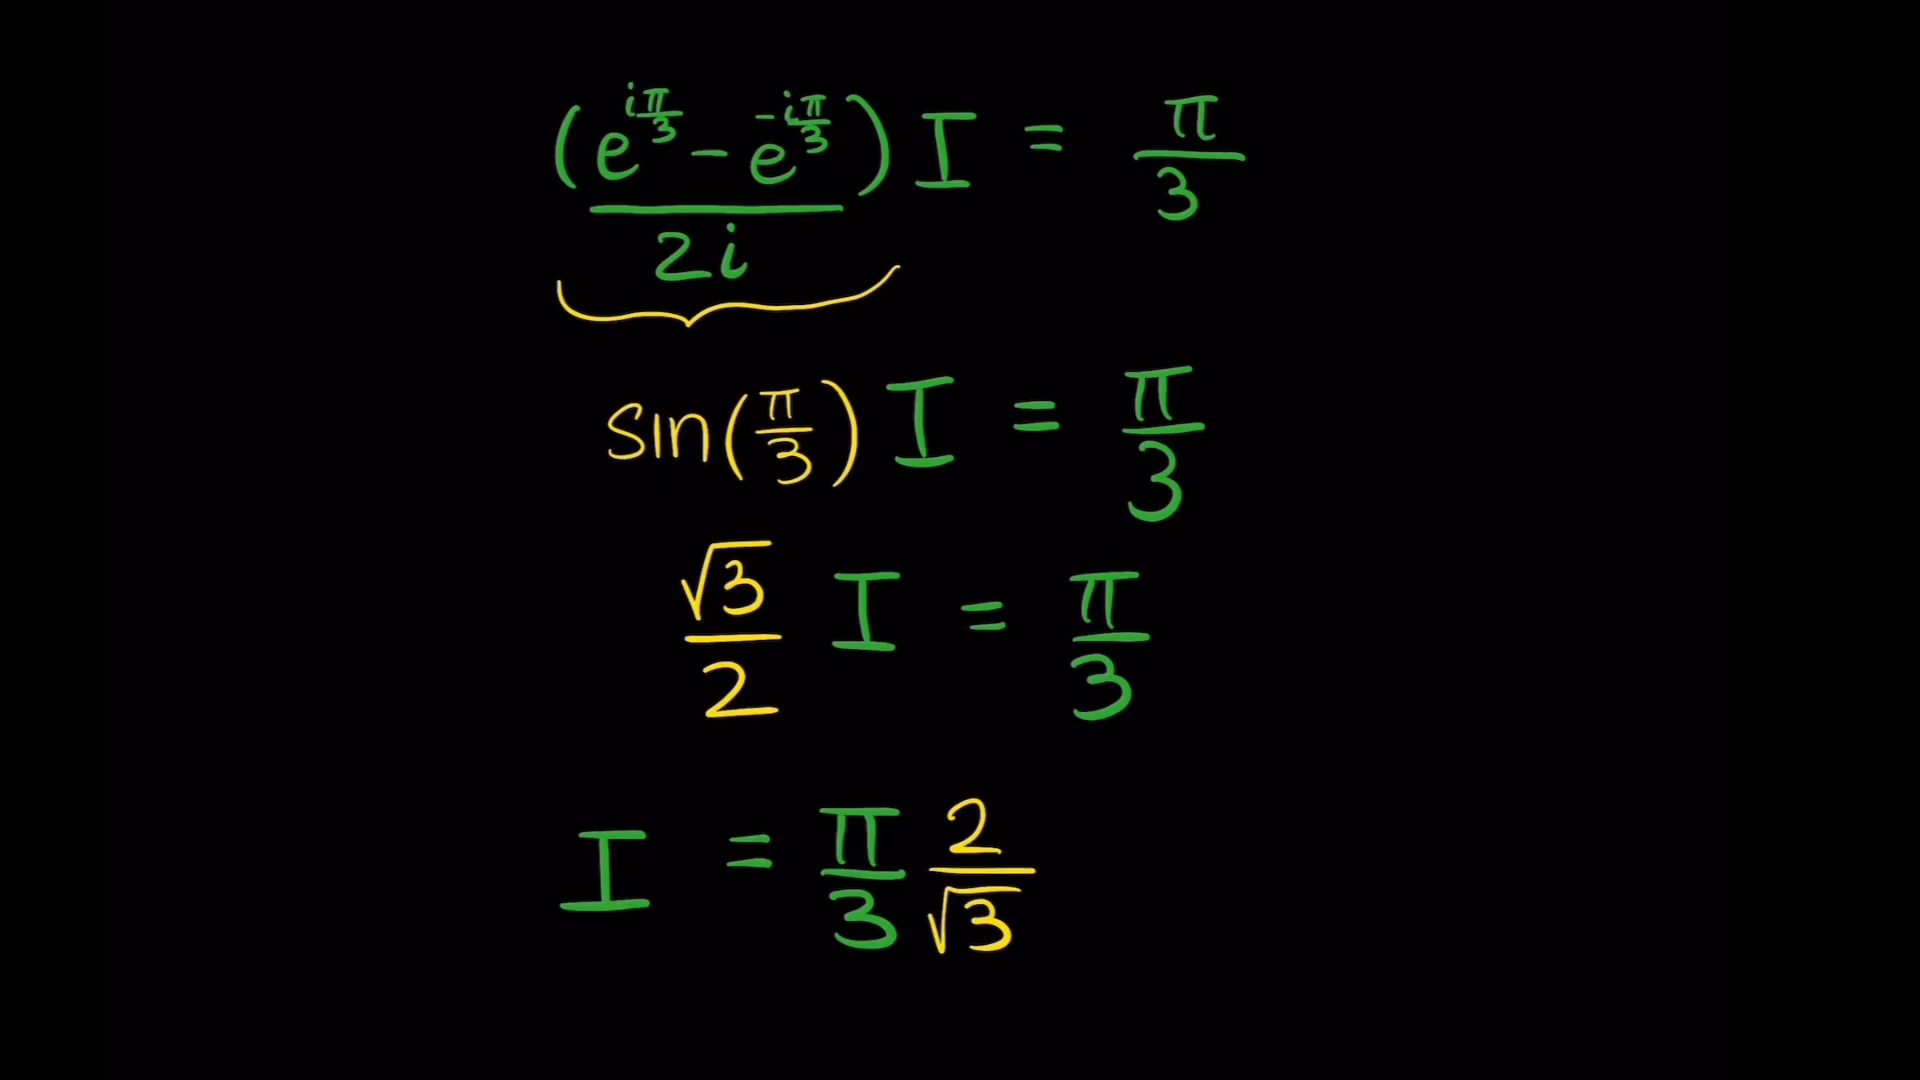 (e^{iπ/3} - e^{-iπ/3})/2i I = π/3
sin(π/3) I = π/3
√3/2 I = π/3
I = π/3 2/√3